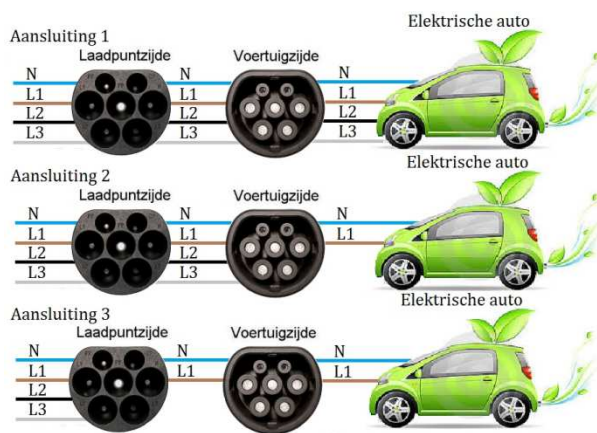 Aansluiting 1
Elektrische auto
Laadpuntzijde
Voertuigzijde
N N N
L1 L1 L1
L2 L2 L2
L3 L3 L3
Aansluiting 2
Elektrische auto
Laadpuntzijde
Voertuigzijde
N N N
L1 L1 L1
L2 L2
L3 L3
Aansluiting 3
Elektrische auto
Laadpuntzijde
Voertuigzijde
N N N
L1 L1 L1
L2
L3